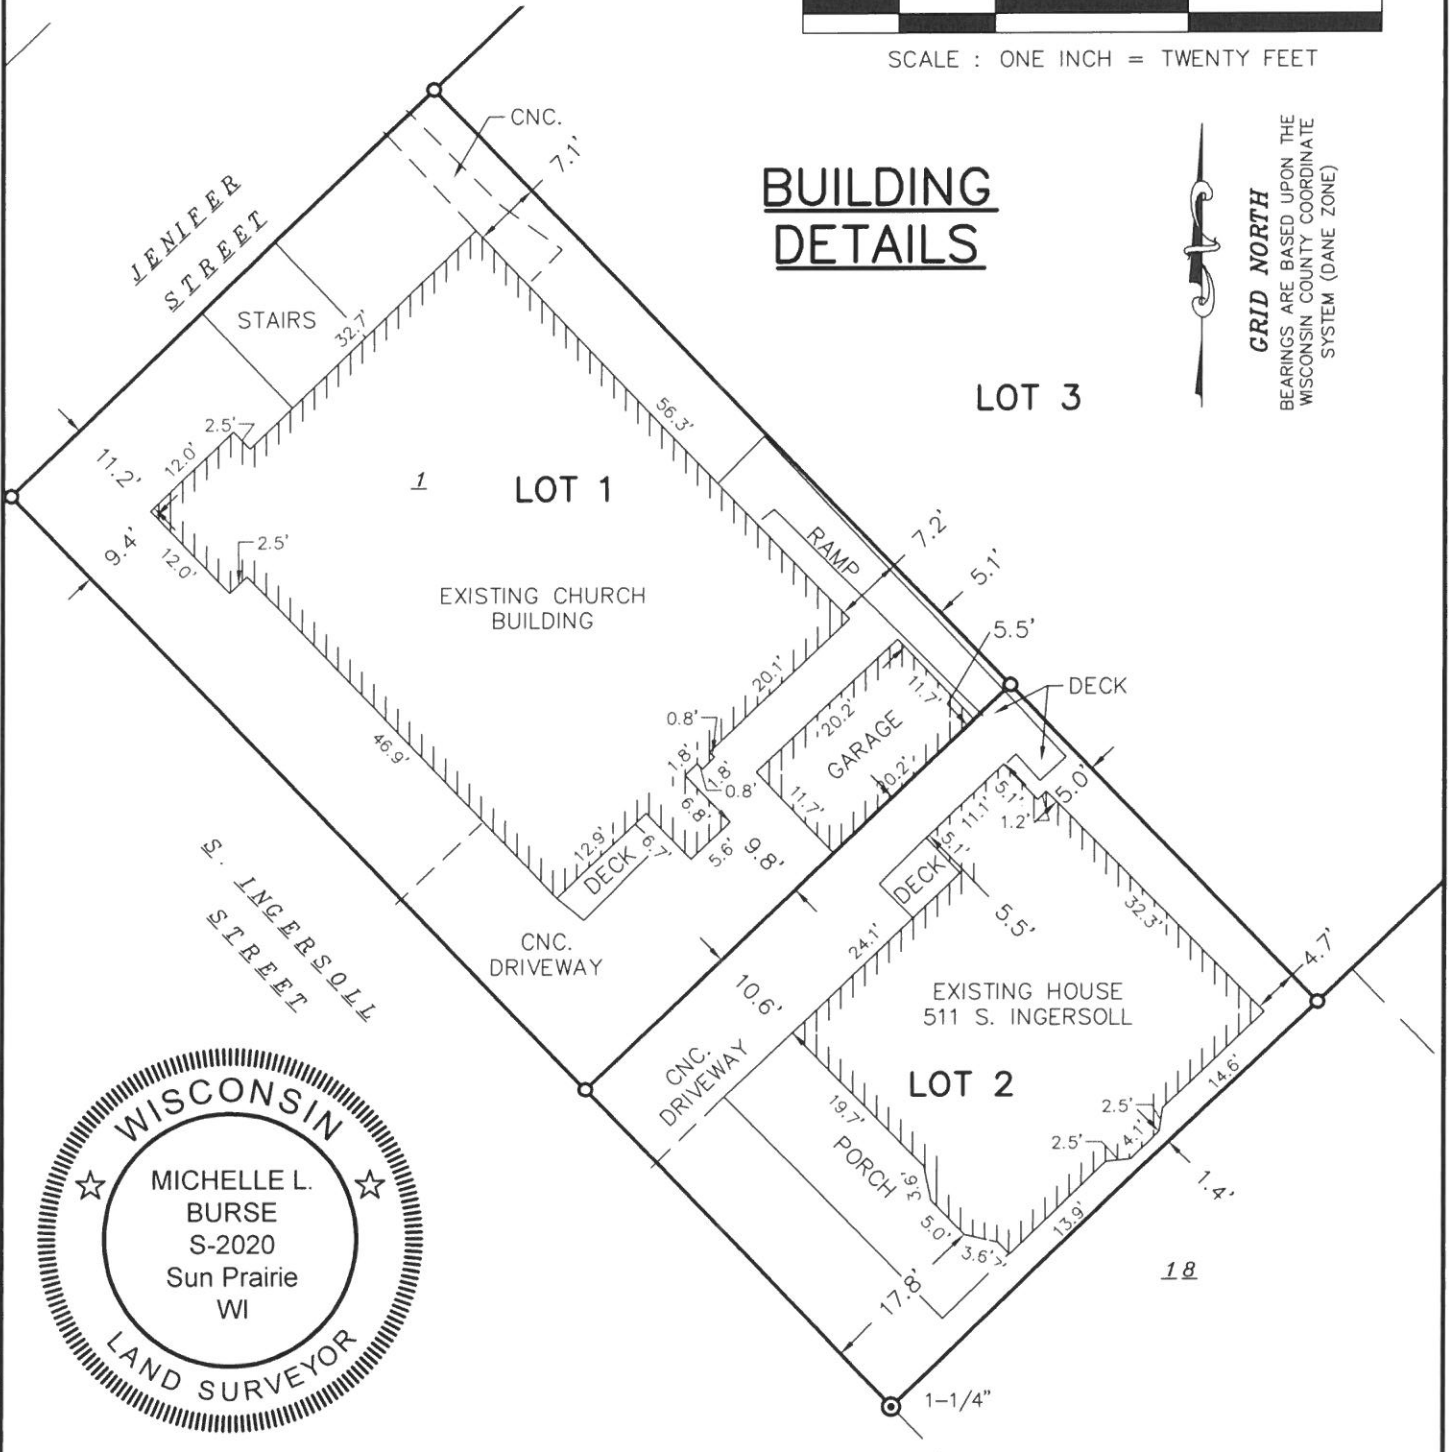 SCALE : ONE INCH = TWENTY FEET
BUILDING
DETAILS
GRID NORTH
BEARINGS ARE BASED UPON THE
WISCONSIN COUNTY COORDINATE
SYSTEM (DANE ZONE)
CNC.
7.1'
JENIFER
STREET
STAIRS
32.7'
LOT 3
2.5'
12.0'
11.2'
56.3'
1
LOT 1
9.4'
12.0'
2.5'
RAMP
7.2'
5.1'
EXISTING CHURCH
BUILDING
5.5'
DECK
20.1'
11.7'
20.2'
GARAGE
20.2'
11.7'
0.8'
1.8'
1.8'
0.8'
6.8'
46.9'
12.9'
DECK
6.7'
5.6'
9.8'
5.0'
5.1'
11.1'
1.2'
5.1'
DECK
5.5'
32.3'
24.1'
S. INGERSOLL
STREET
CNC.
DRIVEWAY
10.6'
4.7'
EXISTING HOUSE
511 S. INGERSOLL
CNC.
DRIVEWAY
LOT 2
14.6'
2.5'
4.1'
2.5'
19.7'
PORCH
3.6'
5.0'
3.6'
13.9'
1.4'
17.8'
18
1-1/4"
WISCONSIN
MICHELLE L.
BURSE
S-2020
Sun Prairie
WI
LAND SURVEYOR